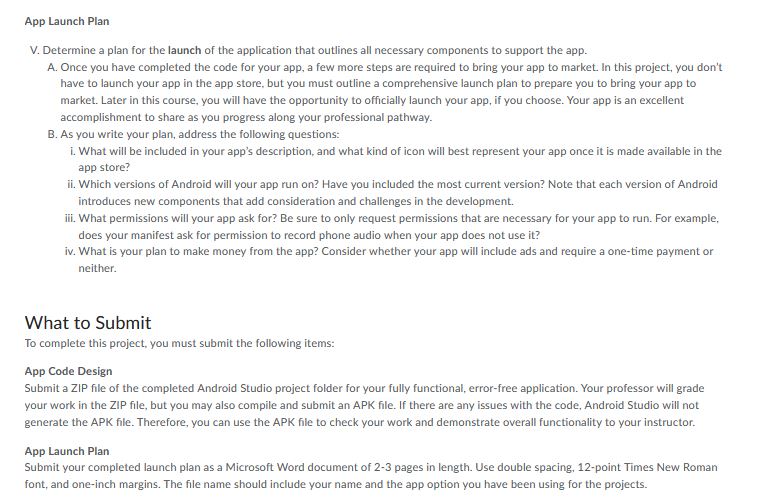 App Launch Plan
V. Determine a plan for the launch of the application that outlines all necessary components to support the app.
A. Once you have completed the code for your app, a few more steps are required to bring your app to market. In this project, you don't
have to launch your app in the app store, but you must outline a comprehensive launch plan to prepare you to bring your app to
market. Later in this course, you will have the opportunity to officially launch your app, if you choose. Your app is an excellent
accomplishment to share as you progress along your professional pathway.
B. As you write your plan, address the following questions:
i. What will be included in your app's description, and what kind of icon will best represent your app once it is made available in the
app store?
ii. Which versions of Android will your app run on? Have you included the most current version? Note that each version of Android
introduces new components that add consideration and challenges in the development.
iii. What permissions will your app ask for? Be sure to only request permissions that are necessary for your app to run. For example,
does your manifest ask for permission to record phone audio when your app does not use it?
iv. What is your plan to make money from the app? Consider whether your app will include ads and require a one-time payment or
neither.
What to Submit
To complete this project, you must submit the following items:
App Code Design
Submit a ZIP file of the completed Android Studio project folder for your fully functional, error-free application. Your professor will grade
your work in the ZIP file, but you may also compile and submit an APK file. If there are any issues with the code, Android Studio will not
generate the APK file. Therefore, you can use the APK file to check your work and demonstrate overall functionality to your instructor.
App Launch Plan
Submit your completed launch plan as a Microsoft Word document of 2-3 pages in length. Use double spacing, 12-point Times New Roman
font, and one-inch margins. The file name should include your name and the app option you have been using for the projects.